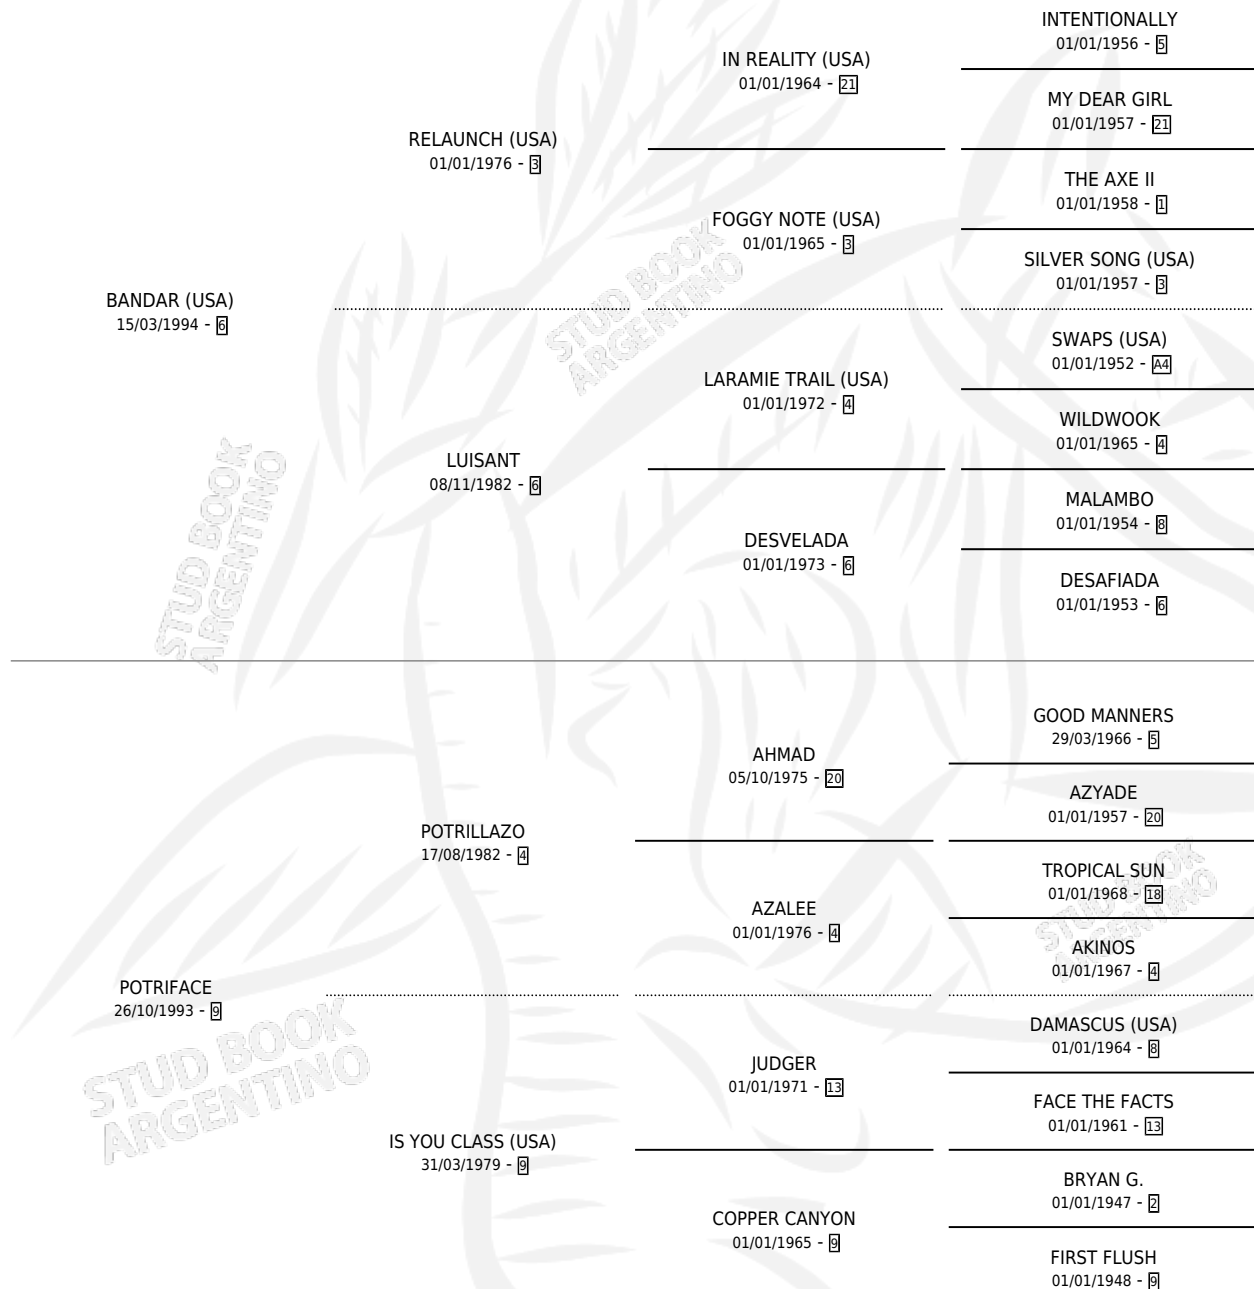 INTENTIONALLY
01/01/1956 - 5
IN REALITY (USA)
01/01/1964 - 21
MY DEAR GIRL
01/01/1957 - 21
RELAUNCH (USA)
01/01/1976 - 3
THE AXE II
01/01/1958 - 1
FOGGY NOTE (USA)
01/01/1965 - 3
SILVER SONG (USA)
01/01/1957 - 3
BANDAR (USA)
15/03/1994 - 6
SWAPS (USA)
01/01/1952 - A4
LARAMIE TRAIL (USA)
01/01/1972 - 4
WILDWOOK
01/01/1965 - 4
LUISANT
08/11/1982 - 6
MALAMBO
01/01/1954 - 8
DESVELADA
01/01/1973 - 6
DESAFIADA
01/01/1953 - 6
GOOD MANNERS
29/03/1966 - 5
AHMAD
05/10/1975 - 20
AZYADE
01/01/1957 - 20
POTRILLAZO
17/08/1982 - 4
TROPICAL SUN
01/01/1968 - 18
AZALEE
01/01/1976 - 4
AKINOS
01/01/1967 - 4
POTRIFACE
26/10/1993 - 9
DAMASCUS (USA)
01/01/1964 - 8
JUDGER
01/01/1971 - 13
FACE THE FACTS
01/01/1961 - 13
IS YOU CLASS (USA)
31/03/1979 - 9
BRYAN G.
01/01/1947 - 2
COPPER CANYON
01/01/1965 - 9
FIRST FLUSH
01/01/1948 - 9
STUD BOOK
ARGENTINO
STUD BOOK
ARGENTINO
STUD BOOK
ARGENTINO
STUD BOOK
ARGENTINO